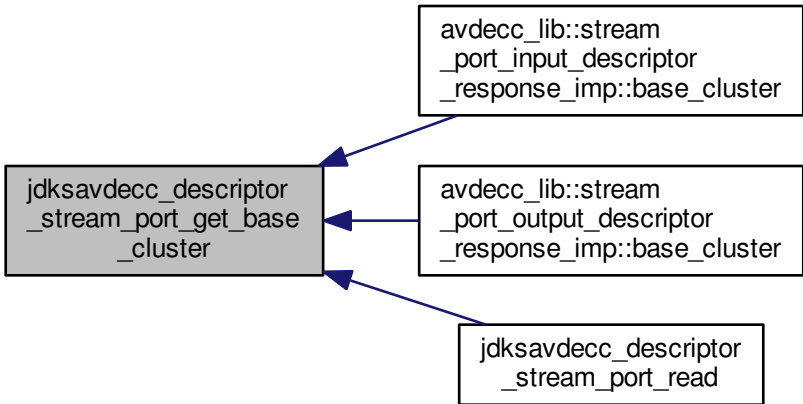 avdecc_lib::stream
_port_input_descriptor
_response_imp::base_cluster
jdksavdecc_descriptor
_stream_port_get_base
_cluster
avdecc_lib::stream
_port_output_descriptor
_response_imp::base_cluster
jdksavdecc_descriptor
_stream_port_read